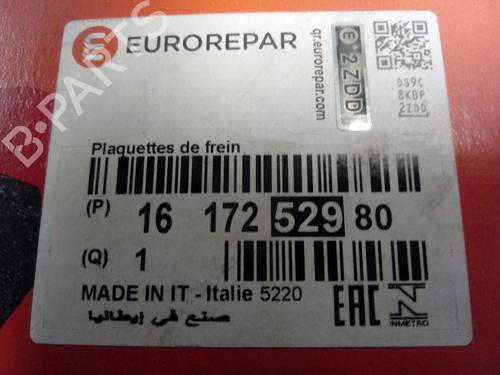 EUROREPAR
qr.eurorepar.com
e 2ZDD
DS9C
8KBP
2ZDD
B-PARTS
Plaquettes de frein
(P) 16 172 529 80
(Q) 1
MADE IN IT - Italie 5220
صنع في إيطاليا
EAC
INMETRO